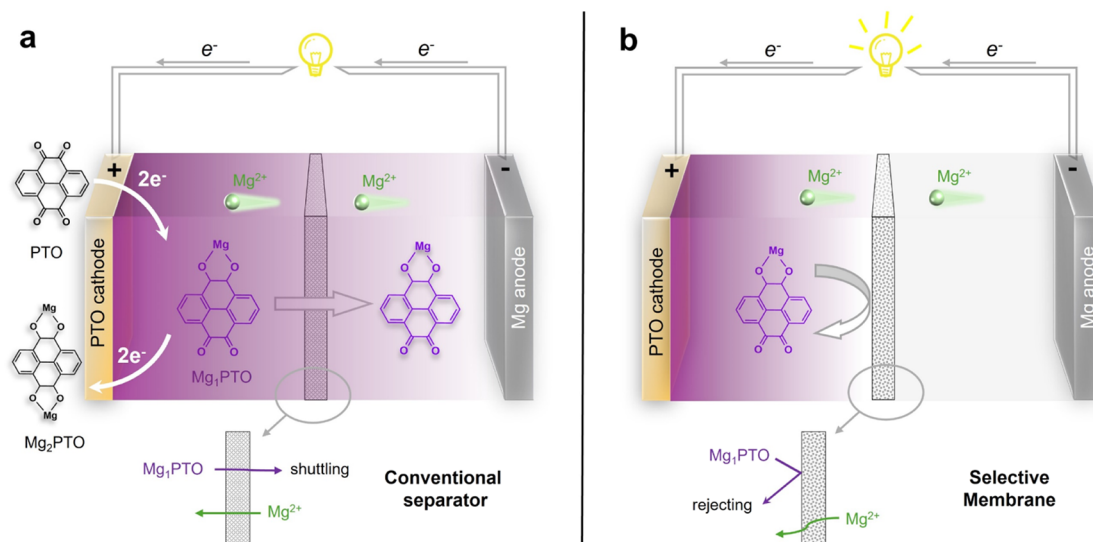 a
e-
e-
+
-
O O
O O
PTO
2e-
Mg2+
Mg2+
PTO cathode
Mg
O O
O O
Mg1PTO
Mg
O O
O O
Mg anode
2e-
Mg
O O
O O
Mg
Mg2PTO
Mg1PTO
shuttling
Mg2+
Conventional
separator
b
e-
e-
+
-
Mg2+
Mg2+
PTO cathode
Mg
O O
O O
Mg anode
Mg1PTO
rejecting
Mg2+
Selective
Membrane